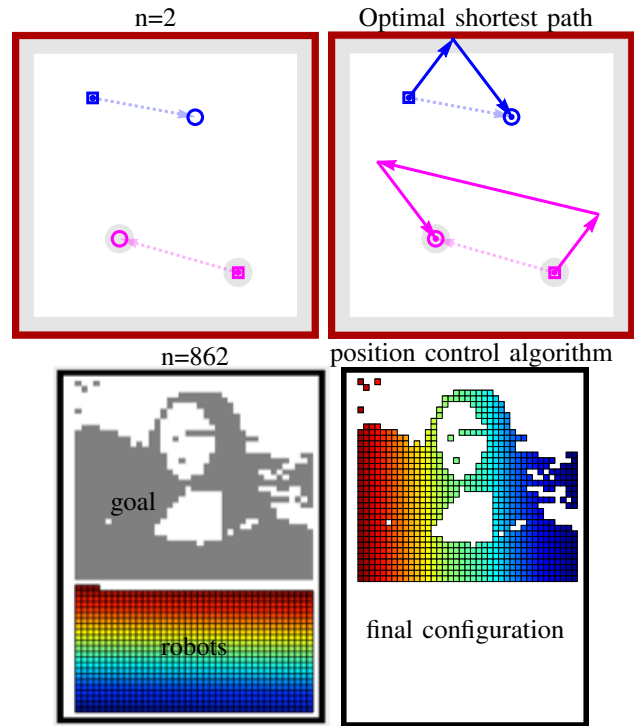 n=2
Optimal shortest path
n=862
position control algorithm
goal
robots
final configuration